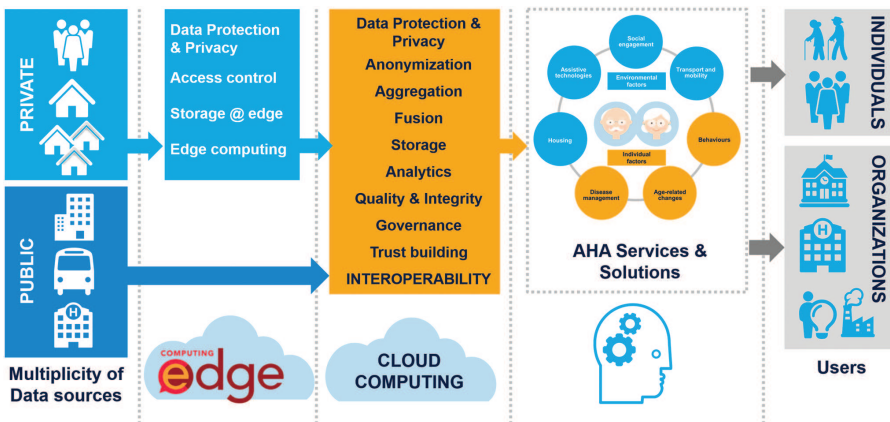 PRIVATE
PUBLIC
Multiplicity of
Data sources
Data Protection
& Privacy
Access control
Storage @ edge
Edge computing
COMPUTING
edge
Data Protection &
Privacy
Anonymization
Aggregation
Fusion
Storage
Analytics
Quality & Integrity
Governance
Trust building
INTEROPERABILITY
CLOUD
COMPUTING
Social
engagement
Assistive
technologies
Environmental
factors
Transport and
mobility
Housing
Individual
factors
Behaviours
Disease
management
Age-related
changes
AHA Services &
Solutions
INDIVIDUALS
ORGANIZATIONS
H
H
Users